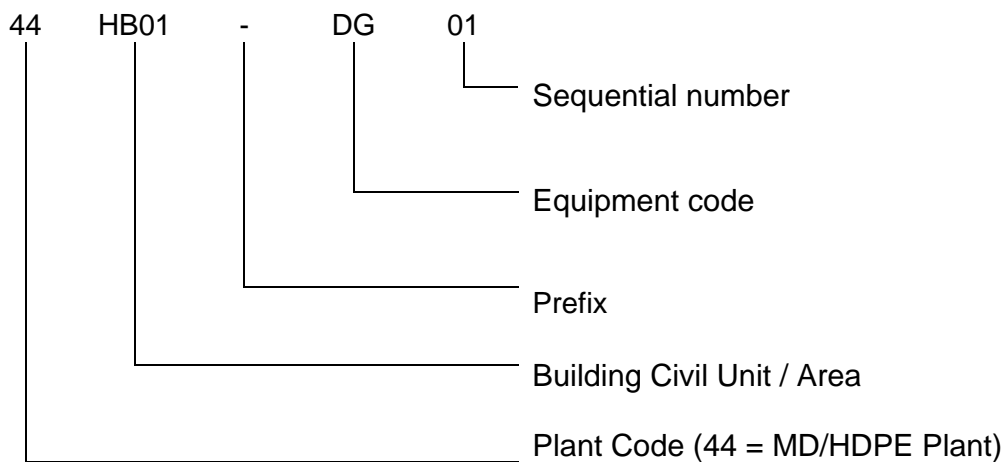 44 HB01 - DG 01
Sequential number
Equipment code
Prefix
Building Civil Unit / Area
Plant Code (44 = MD/HDPE Plant)